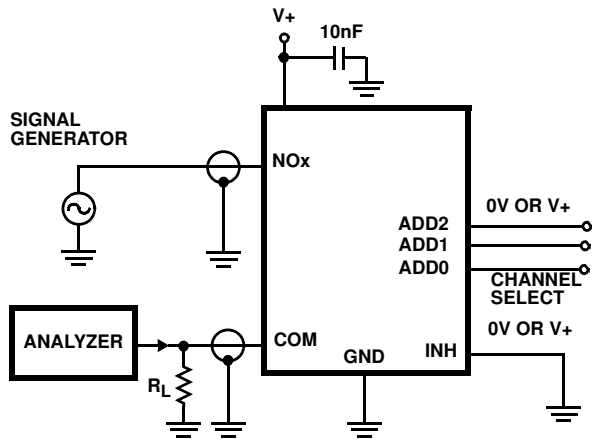 V+
10nF
SIGNAL
GENERATOR
NOx
ADD2
0V OR V+
ADD1
ADD0
CHANNEL
SELECT
ANALYZER
COM
0V OR V+
GND
INH
RL